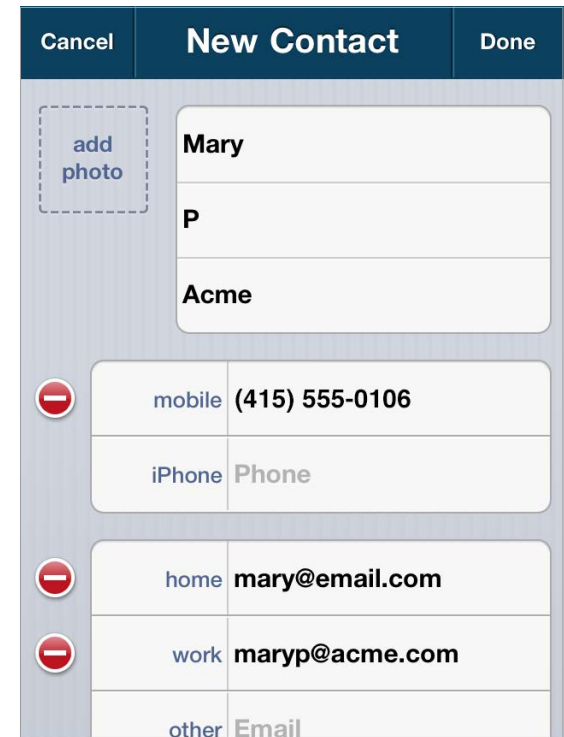 Cancel New Contact Done
add
photo
Mary
P
Acme
mobile (415) 555-0106
iPhone Phone
home mary@email.com
work maryp@acme.com
other Email